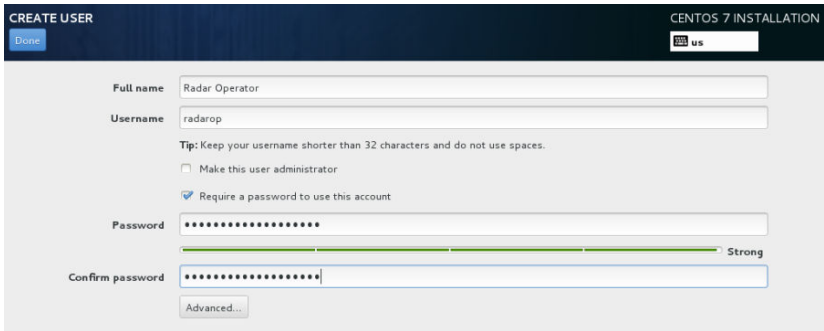 CREATE USER
CENTOS 7 INSTALLATION
Done
us
Full name Radar Operator
Username radarop
Tip: Keep your username shorter than 32 characters and do not use spaces.
Make this user administrator
Require a password to use this account
Password •••••••••••••••••••
Strong
Confirm password •••••••••••••••••••
Advanced...